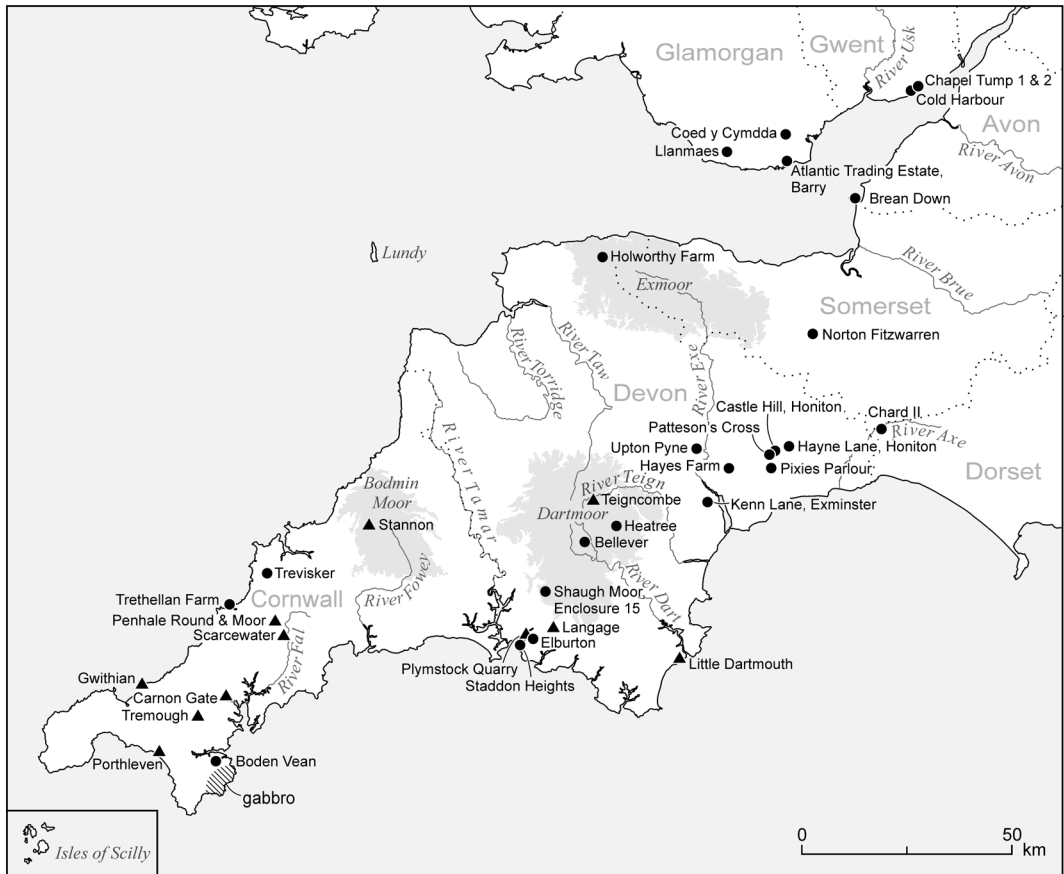 Glamorgan
Gwent
River Usk
Chapel Tump 1 & 2
Cold Harbour
Avon
River Avon
Coed y Cymdda
Llanmaes
Atlantic Trading Estate,
Barry
Brean Down
Lundy
Holworthy Farm
Exmoor
River Brue
Somerset
Norton Fitzwarren
River Torridge
River Taw
River Exe
Devon
Castle Hill, Honiton
Patteson's Cross
Chard II
River Axe
Upton Pyne
Hayne Lane, Honiton
Hayes Farm
Pixies Parlour
Dorset
River Tamar
Bodmin
Moor
Stannon
River Teign
Teigncombe
Kenn Lane, Exminster
Dartmoor
Heatree
Bellever
Trevisker
Trethellan Farm
Cornwall
River Fowey
Shaugh Moor
Enclosure 15
River Dart
Penhale Round & Moor
Scarcewater
River Fal
Langage
Elburton
Plymstock Quarry
Staddon Heights
Little Dartmouth
Gwithian
Carnon Gate
Tremough
Porthleven
Boden Vean
gabbro
Isles of Scilly
0
50
km